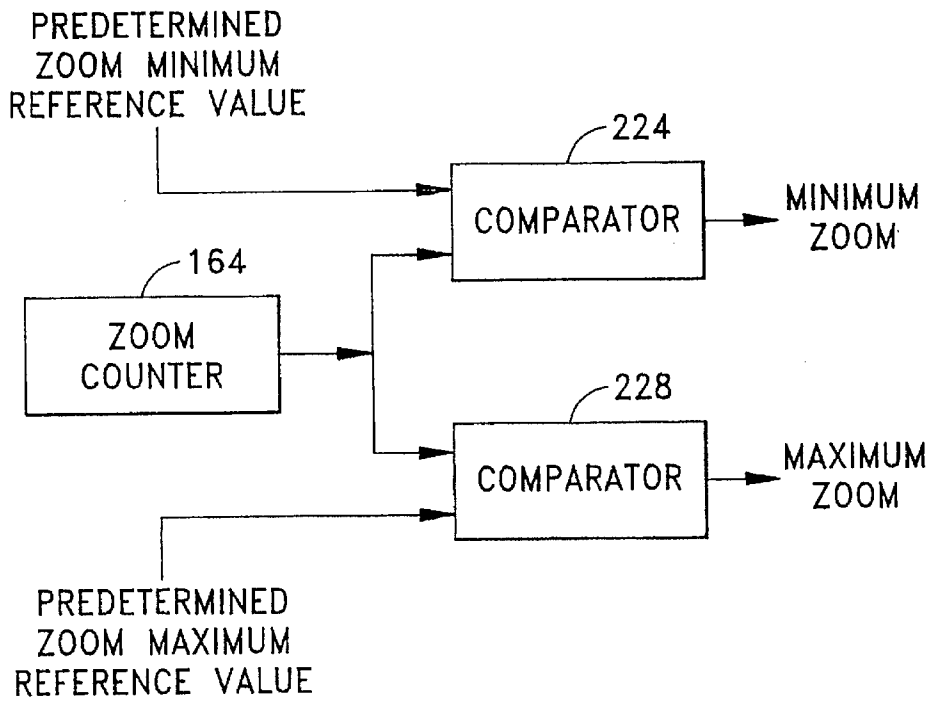 PREDETERMINED
ZOOM MINIMUM
REFERENCE VALUE
224
COMPARATOR
MINIMUM
ZOOM
164
ZOOM
COUNTER
228
COMPARATOR
MAXIMUM
ZOOM
PREDETERMINED
ZOOM MAXIMUM
REFERENCE VALUE